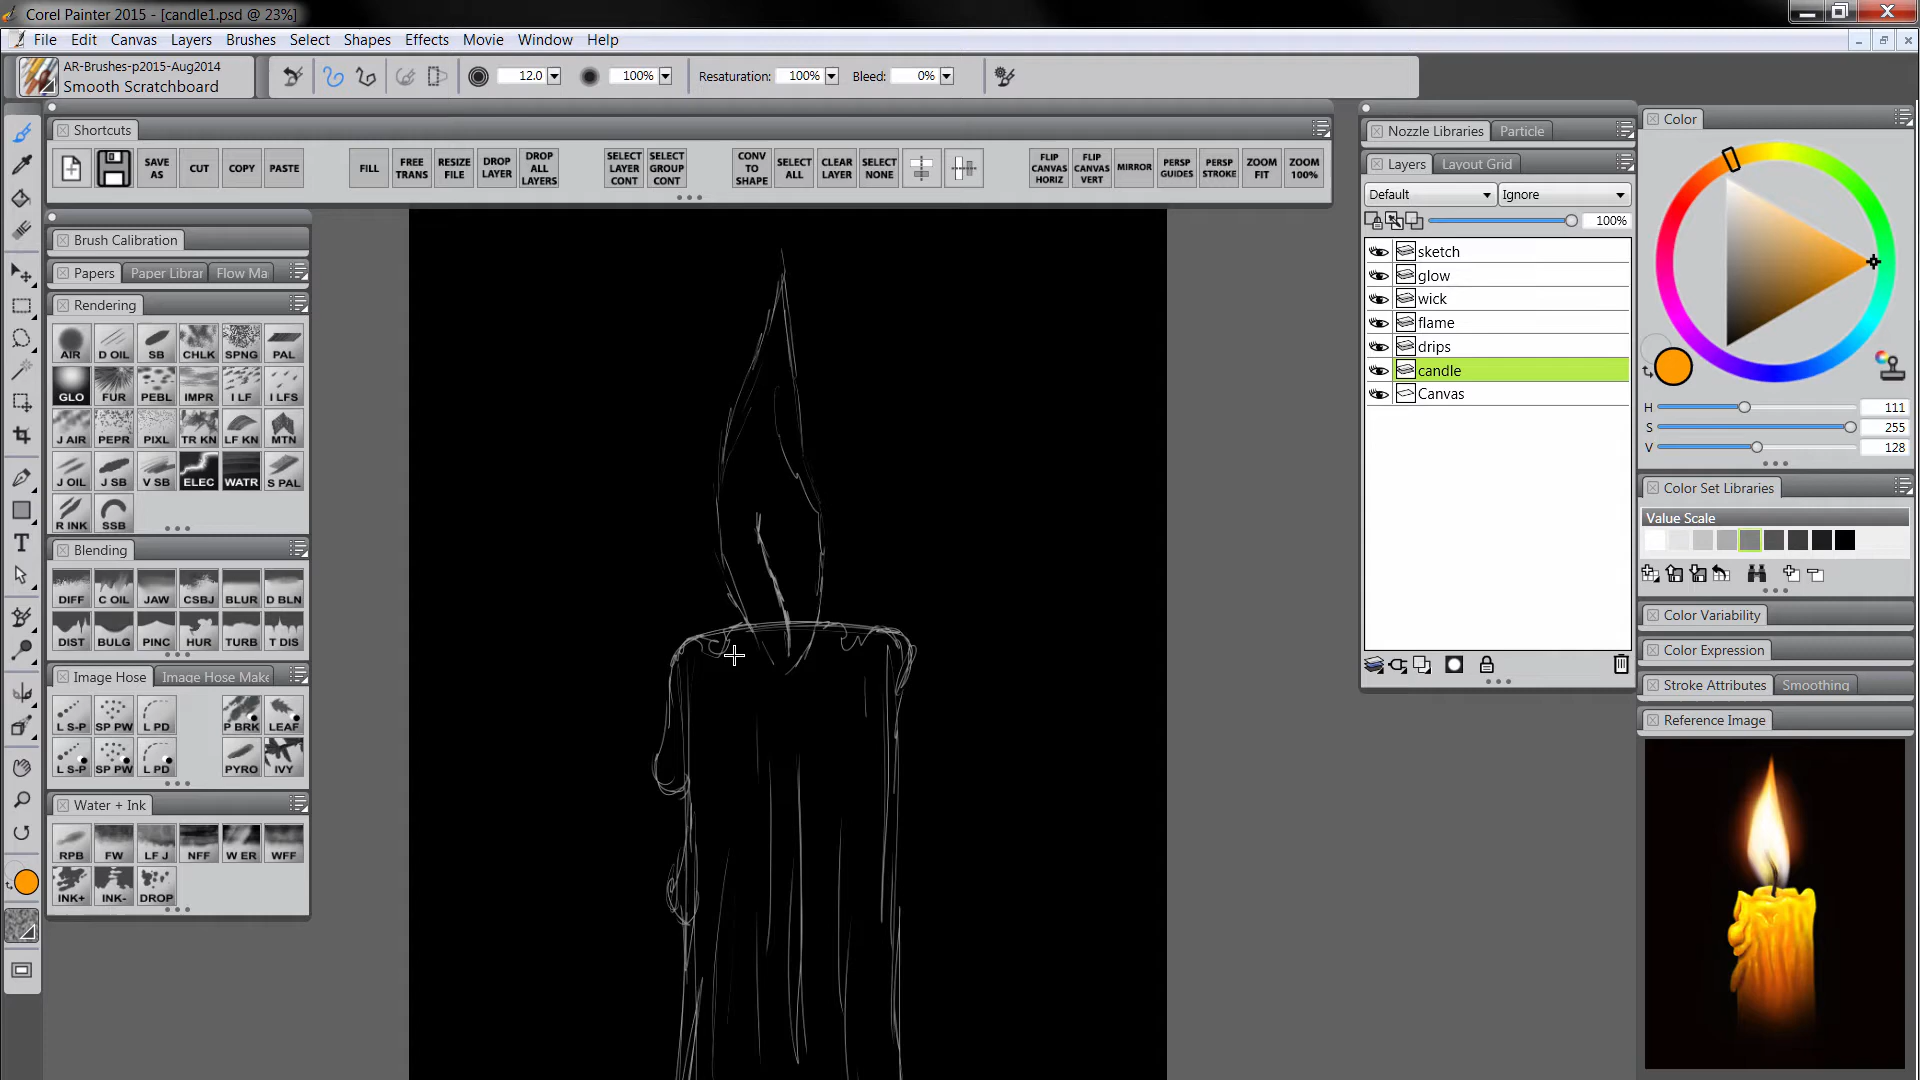 Corel Painter 2015 - [candle1.psd @ 23%]
File Edit Canvas Layers Brushes Select Shapes Effects Movie Window Help
AR-Brushes-p2015-Aug2014
Smooth Scratchboard
12.0 100% Resaturation: 100% Bleed: 0%
Shortcuts
SAVE AS CUT COPY PASTE FILL FREE TRANS RESIZE FILE DROP LAYER DROP ALL LAYERS SELECT LAYER CONT SELECT GROUP CONT CONV TO SHAPE SELECT ALL CLEAR LAYER SELECT NONE FLIP CANVAS HORIZ FLIP CANVAS VERT MIRROR PERSP GUIDES PERSP STROKE ZOOM FIT ZOOM 100%
Brush Calibration
Papers Paper Librar Flow Ma
Rendering
AIR D OIL SB CHLK SPNG PAL
GLO FUR PEBL IMPR I LF I LFS
J AIR PEPR PIXL TR KN LF KN MTN
J OIL J SB V SB ELEC WATR S PAL
R INK SSB
Blending
DIFF C OIL JAW CSBJ BLUR D BLN
DIST BULG PINC HUR TURB T DIS
Image Hose Image Hose Make
L S-P SP PW L PD P BRK LEAF
L S-P SP PW L PD PYRO IVY
Water + Ink
RPB FW LF J NFF W ER WFF
INK+ INK- DROP
T
Nozzle Libraries Particle
Layers Layout Grid
Default Ignore
100%
sketch
glow
wick
flame
drips
candle
Canvas
Color
H 111
S 255
V 128
Color Set Libraries
Value Scale
Color Variability
Color Expression
Stroke Attributes Smoothing
Reference Image